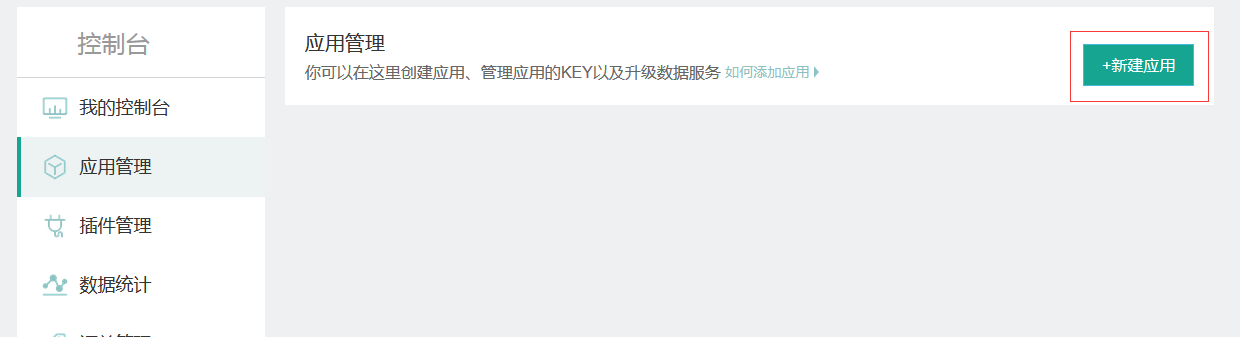 控制台
我的控制台
应用管理
插件管理
数据统计
应用管理
你可以在这里创建应用、管理应用的KEY以及升级数据服务 如何添加应用
+新建应用